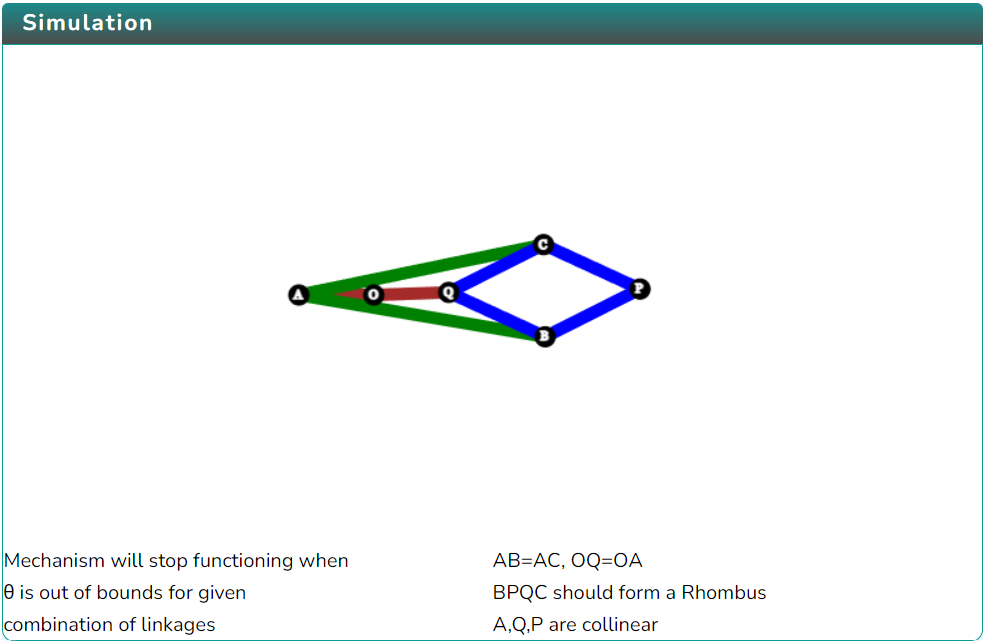 Simulation
C
A
O
Q
P
B
Mechanism will stop functioning when
θ is out of bounds for given
combination of linkages
AB=AC, OQ=OA
BPQC should form a Rhombus
A,Q,P are collinear